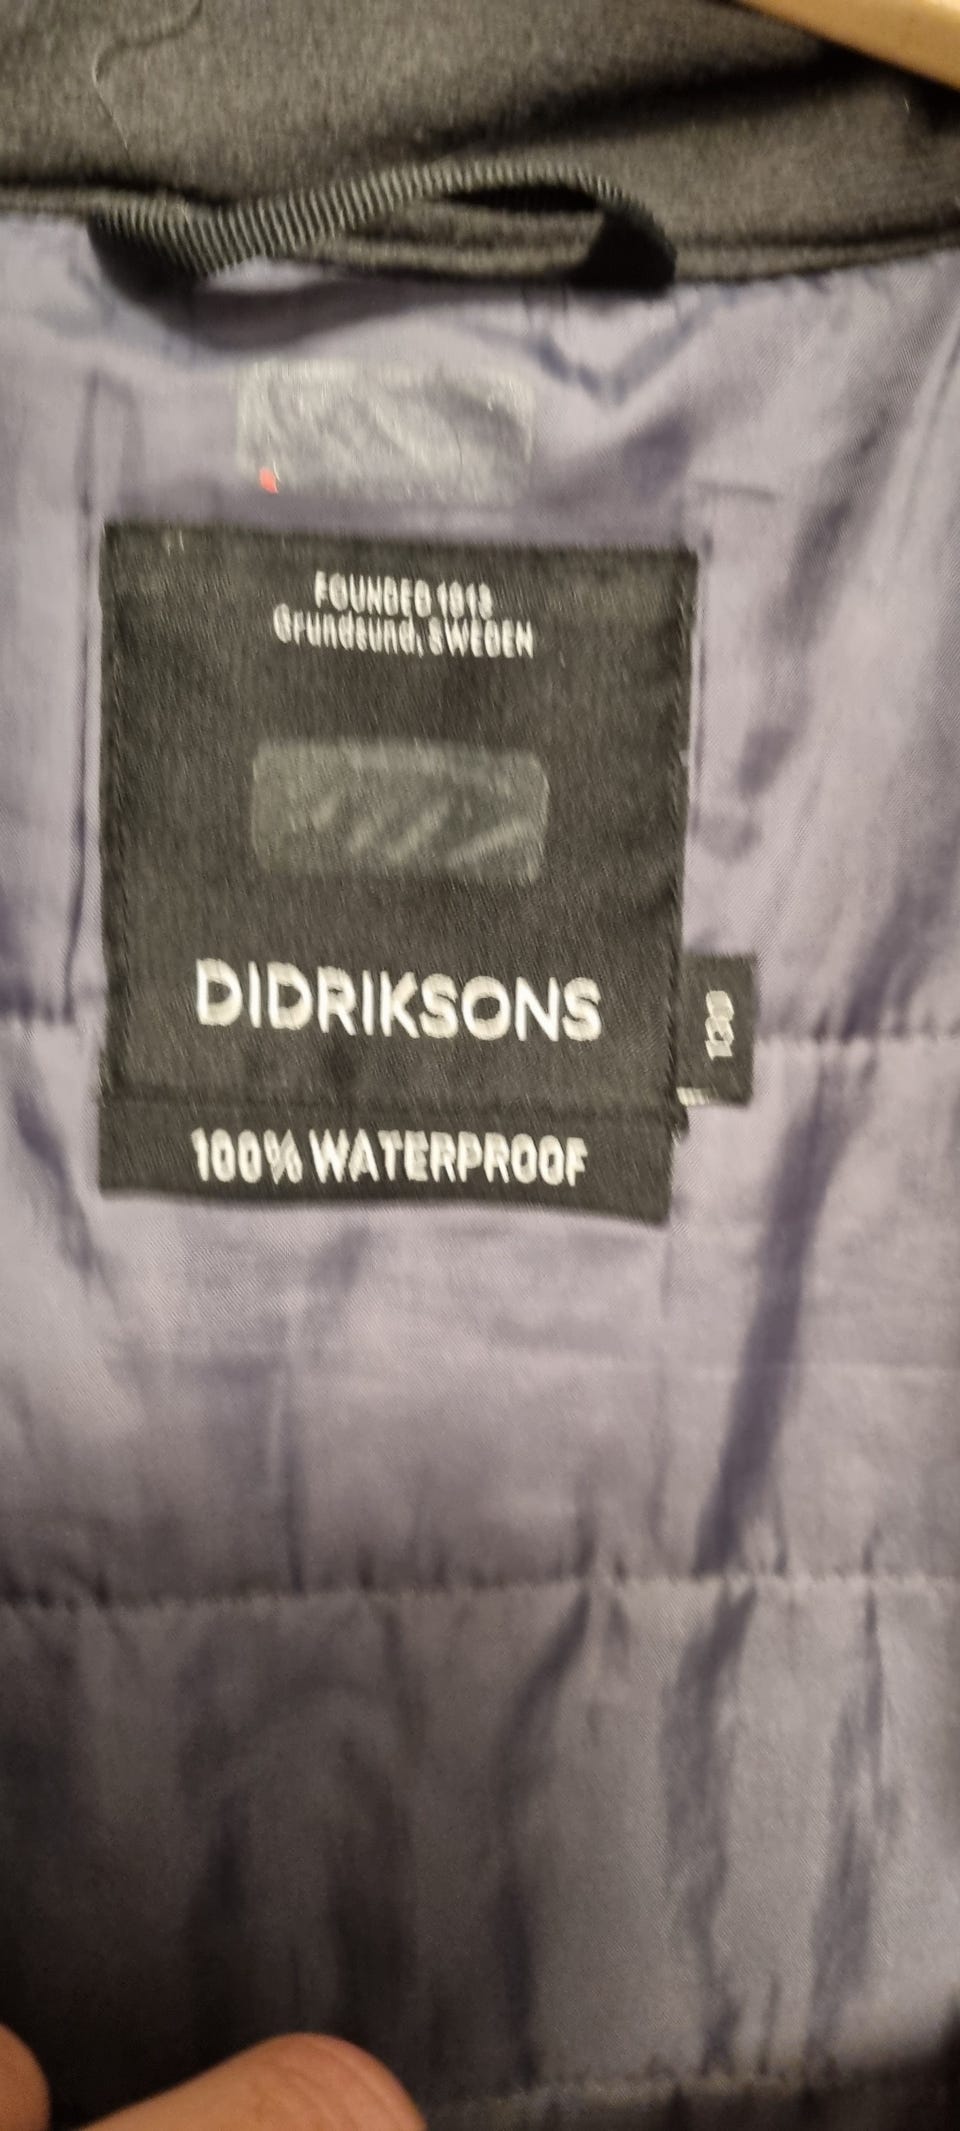 FOUNDED 1913
Grundsund, SWEDEN
DIDRIKSONS
100% WATERPROOF